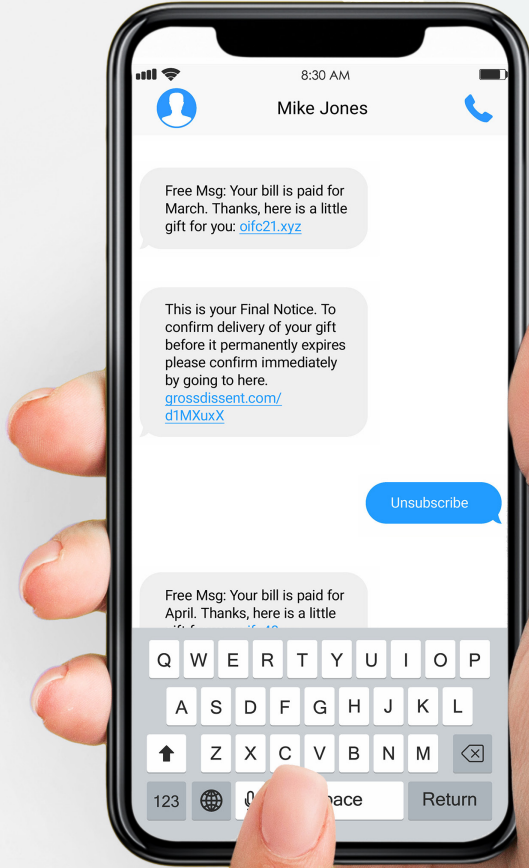 8:30 AM
Mike Jones
Free Msg: Your bill is paid for
March. Thanks, here is a little
gift for you: oifc21.xyz
This is your Final Notice. To
confirm delivery of your gift
before it permanently expires
please confirm immediately
by going to here.
grossdissent.com/
d1MXuxX
Unsubscribe
Free Msg: Your bill is paid for
April. Thanks, here is a little
Q W E R T Y U I O P
A S D F G H J K L
Z X C V B N M
123 Return